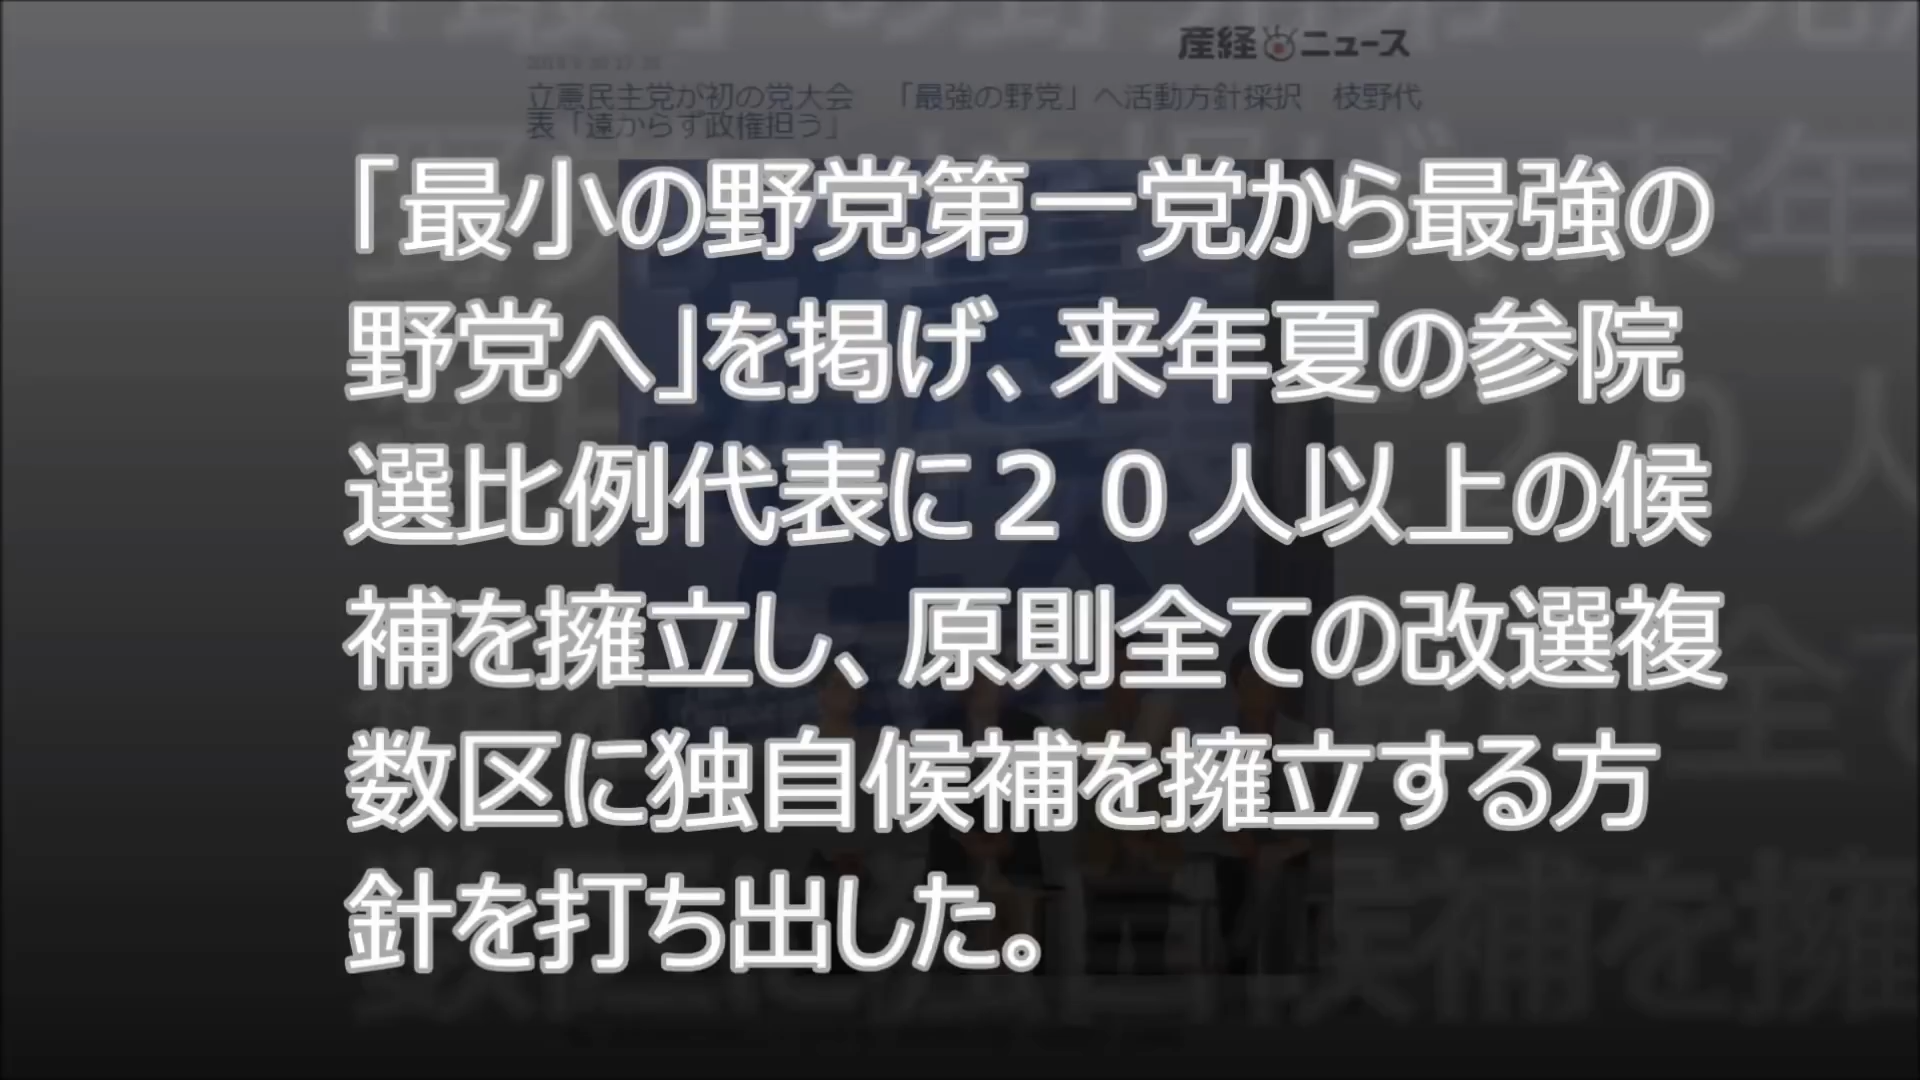 産経ニュース
立憲民主党が初の党大会　「最強の野党」へ活動方針採択　枝野代
表「遠からず政権担う」
「最小の野党第一党から最強の
野党へ」を掲げ、来年夏の参院
選比例代表に２０人以上の候
補を擁立し、原則全ての改選複
数区に独自候補を擁立する方
針を打ち出した。